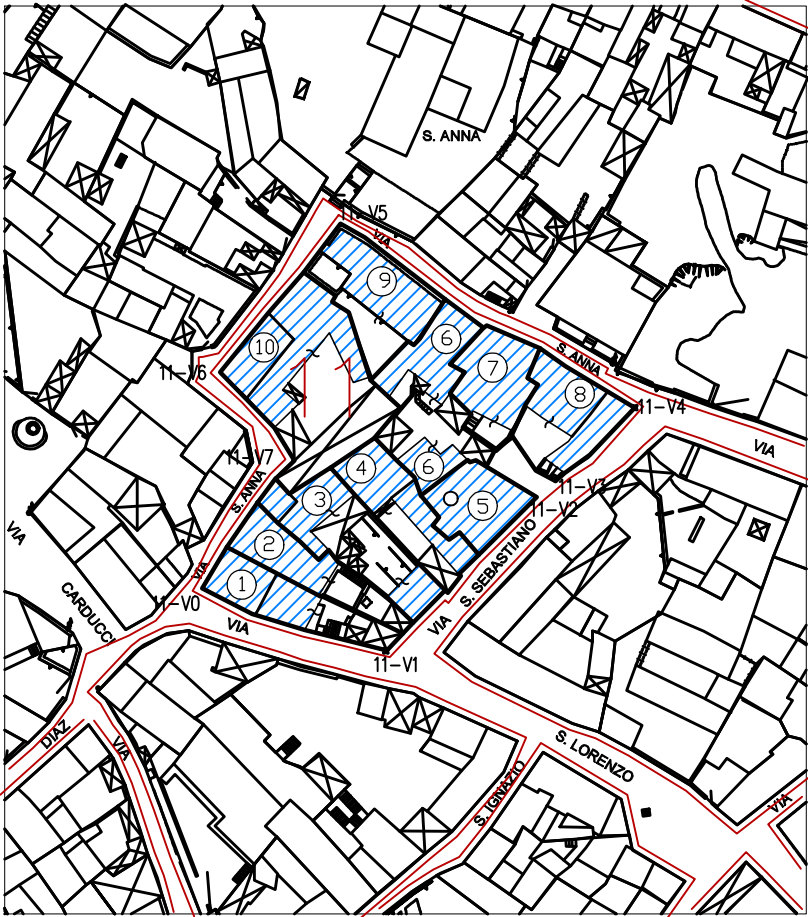 S. ANNA
11-V5
VIA
9
6
10
7
S. ANNA
11-V6
8
11-V4
VIA
11-V7
6
4
S. ANNA
3
5
11-V3
11-V2
VIA
2
S. SEBASTIANO
VIA
1
CARDUCCI
11-V0
VIA
VIA
11-V1
DIAZ
VIA
S. LORENZO
S. IGNAZIO
VIA